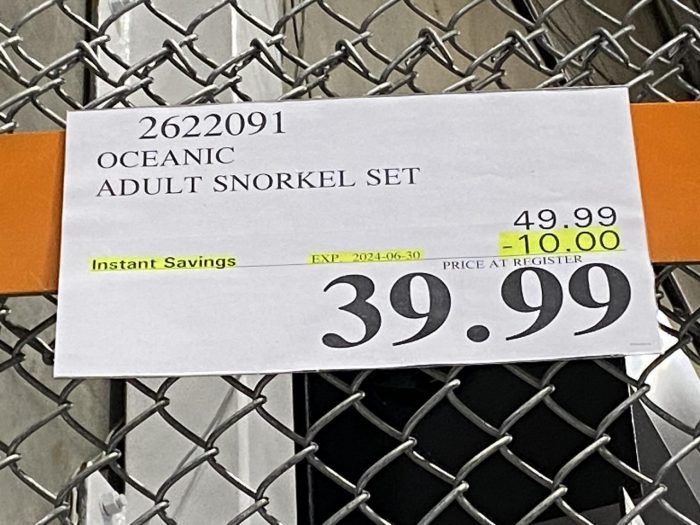 2622091
OCEANIC
ADULT SNORKEL SET
49.99
Instant Savings EXP. 2024-06-30 -10.00
PRICE AT REGISTER
39.99